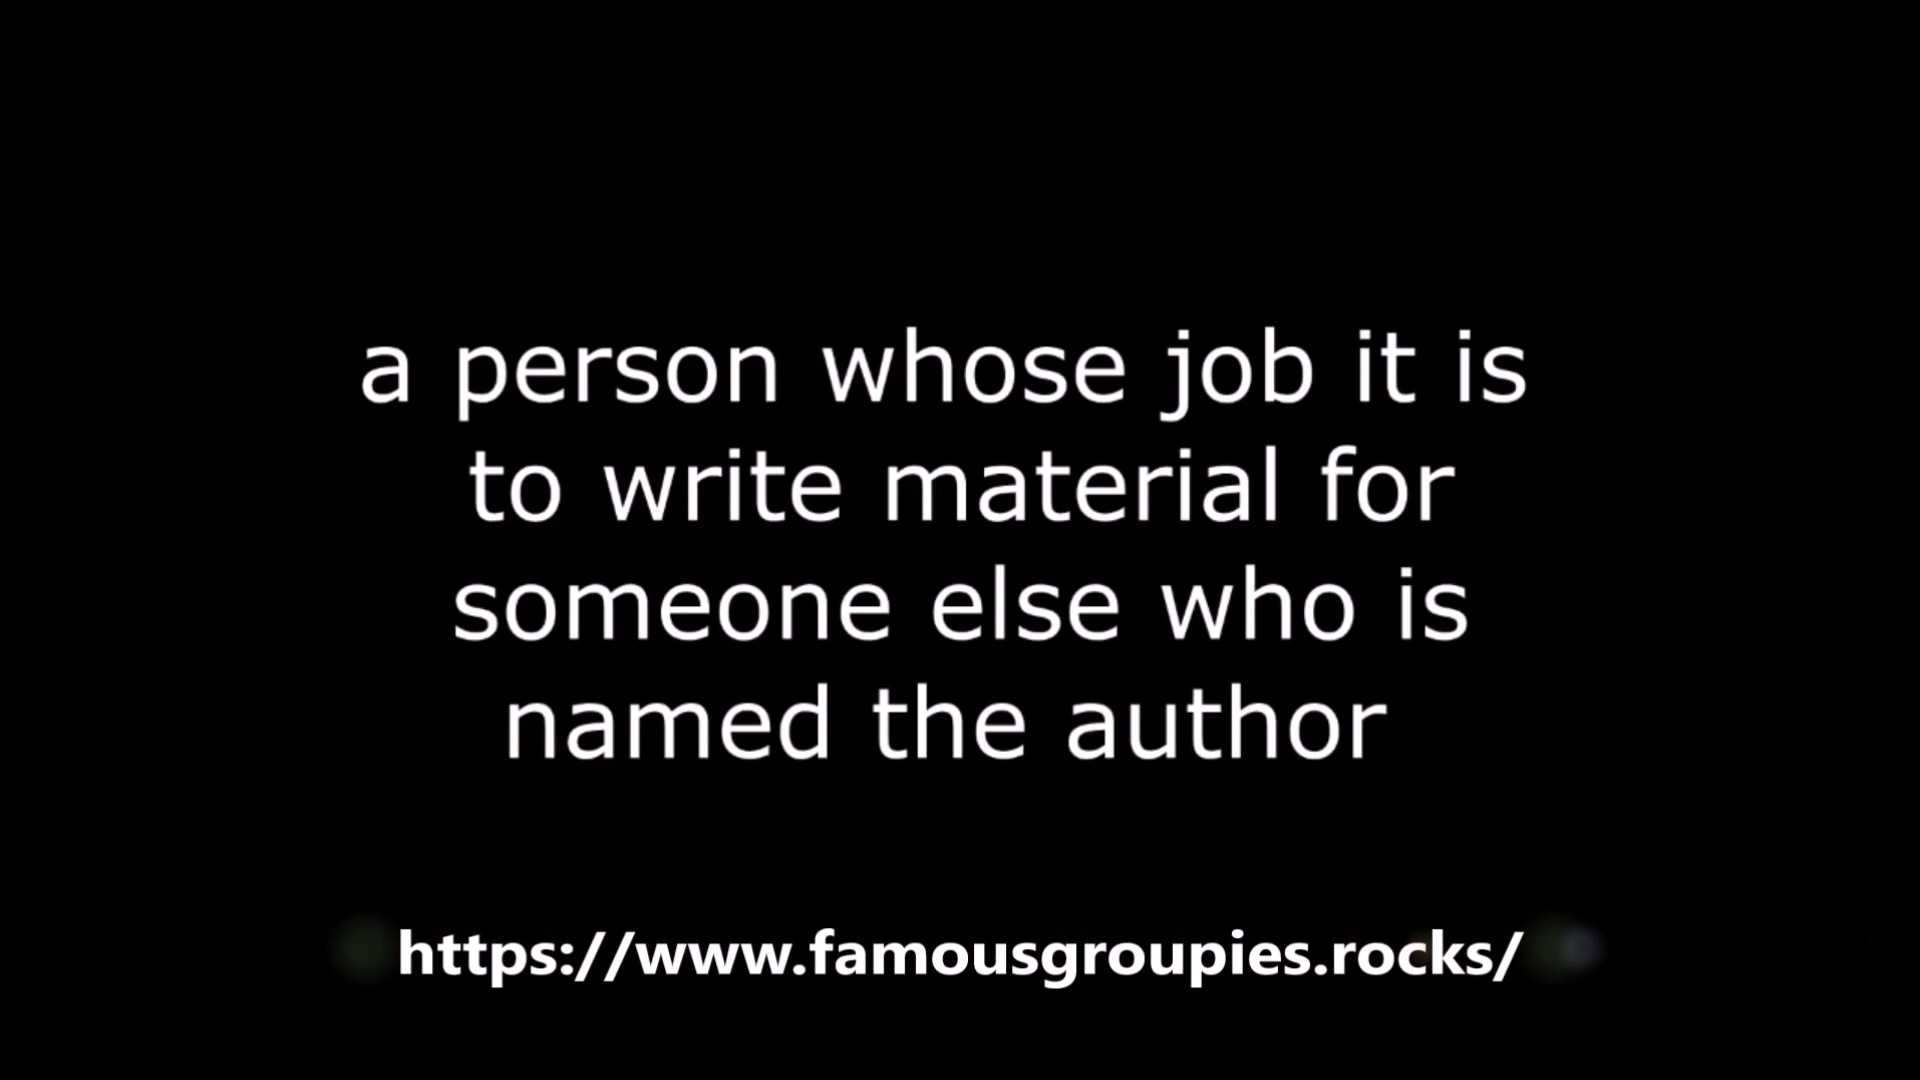 a person whose job it is
to write material for
someone else who is
named the author
https://www.famousgroupies.rocks/